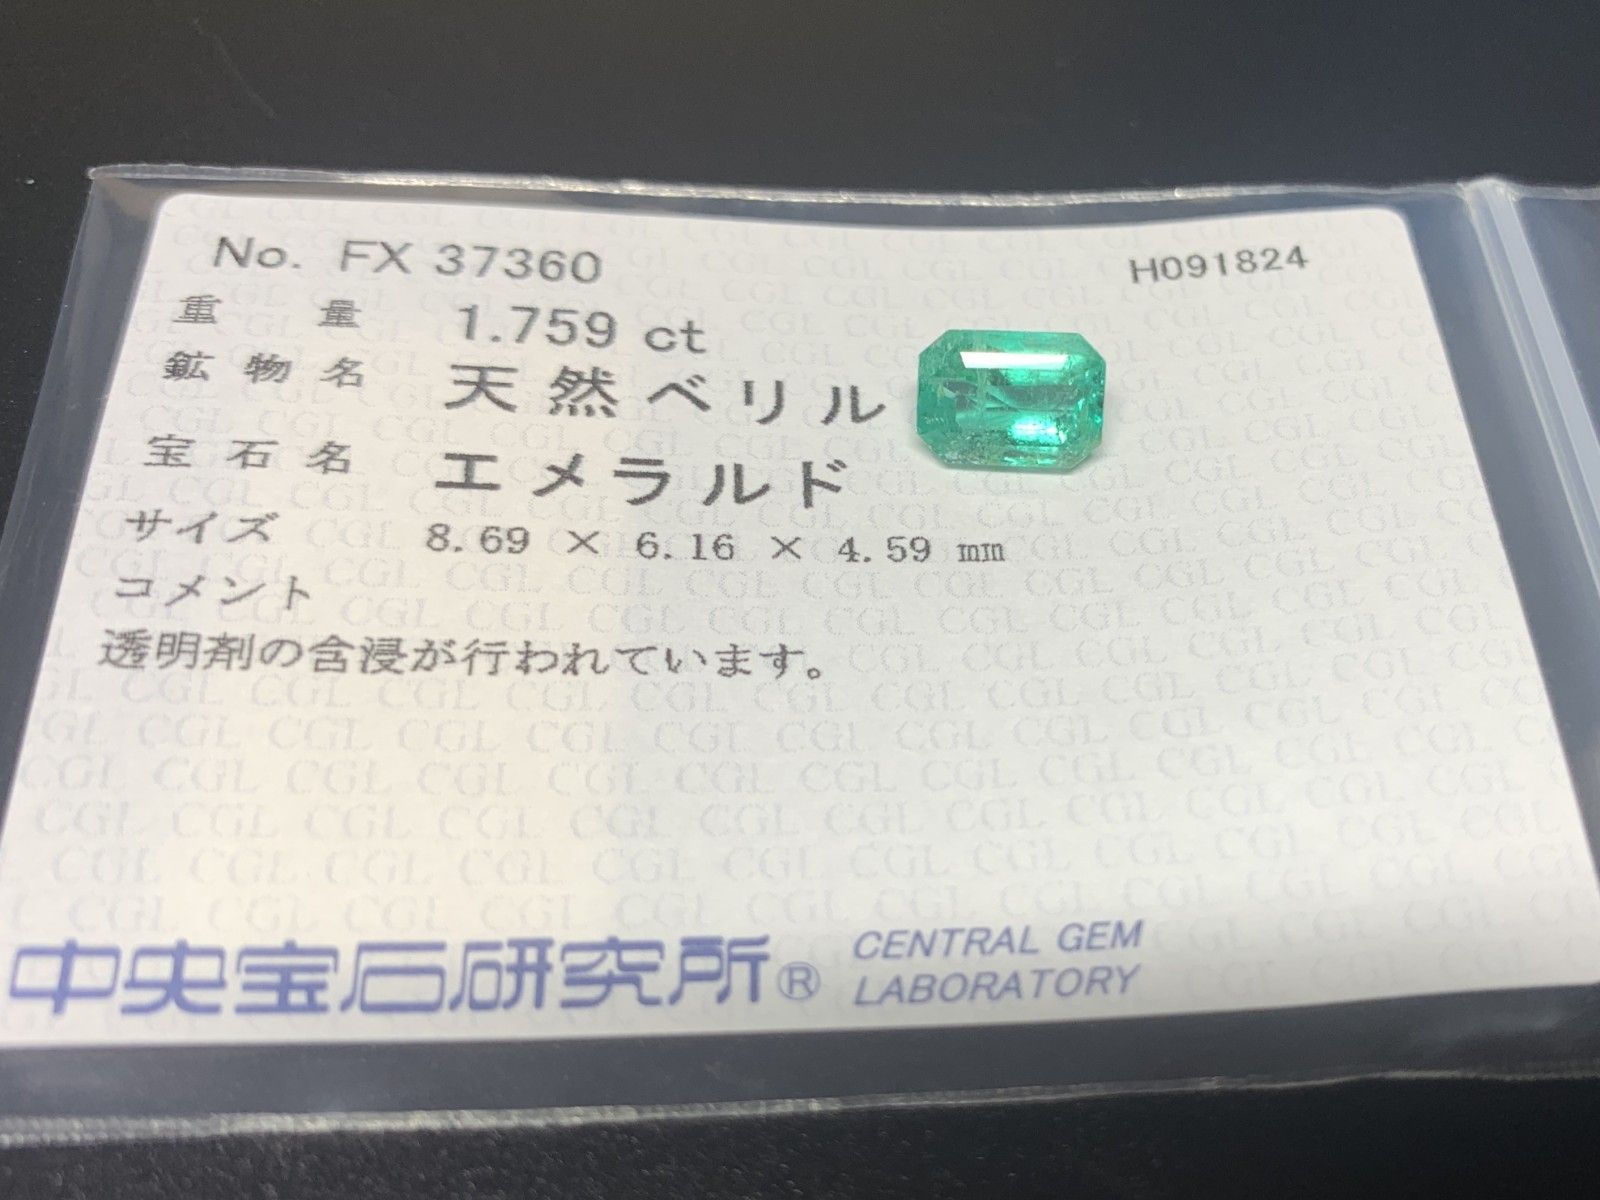 No. FX 37360 H091824
重量 1.759 ct
鉱物名 天然ベリル
宝石名 エメラルド
サイズ 8.69 × 6.16 × 4.59 mm
コメント
透明剤の含浸が行われています。
中央宝石研究所® CENTRAL GEM
LABORATORY